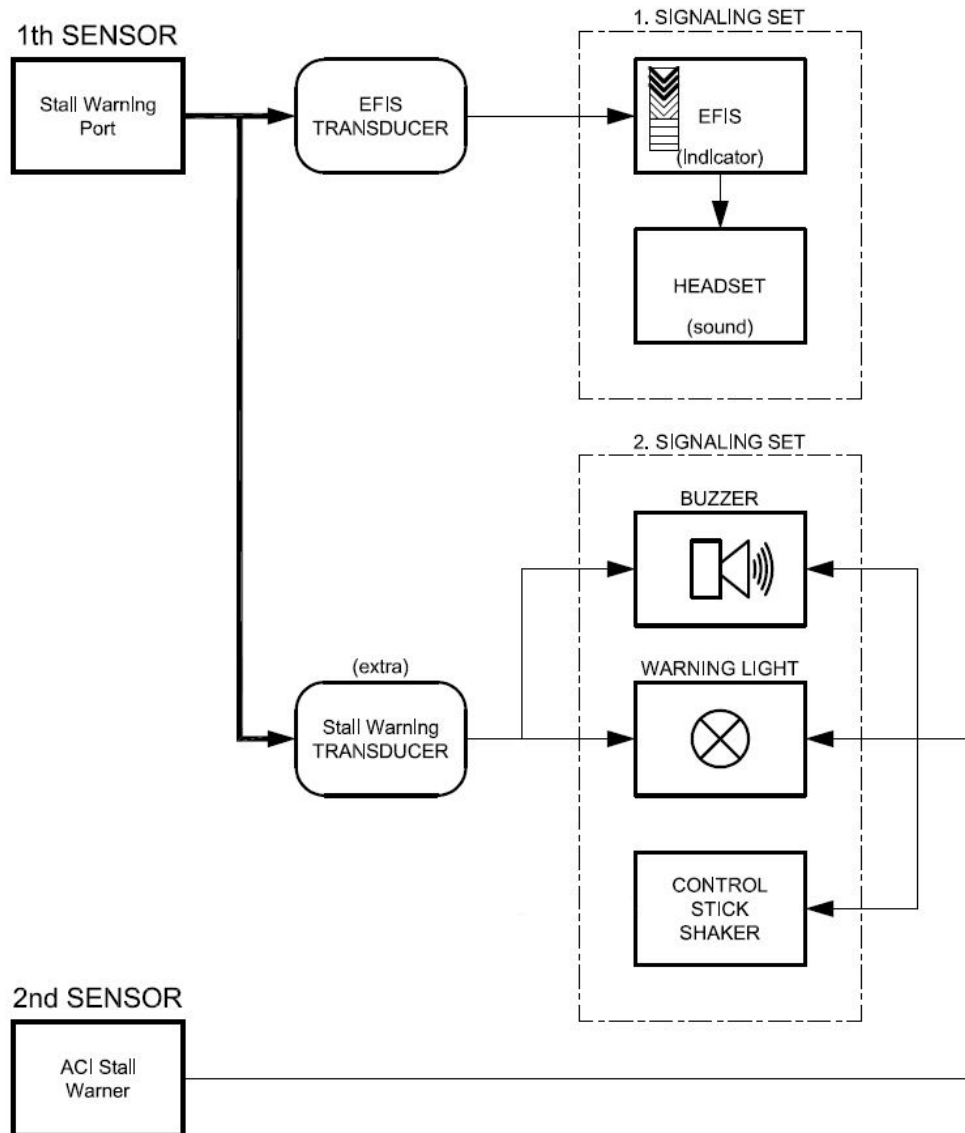 1. SIGNALING SET
1th SENSOR
Stall Warning
Port
EFIS
TRANSDUCER
EFIS
(indicator)
HEADSET
(sound)
2. SIGNALING SET
BUZZER
(extra)
Stall Warning
TRANSDUCER
WARNING LIGHT
CONTROL
STICK
SHAKER
2nd SENSOR
ACI Stall
Warner